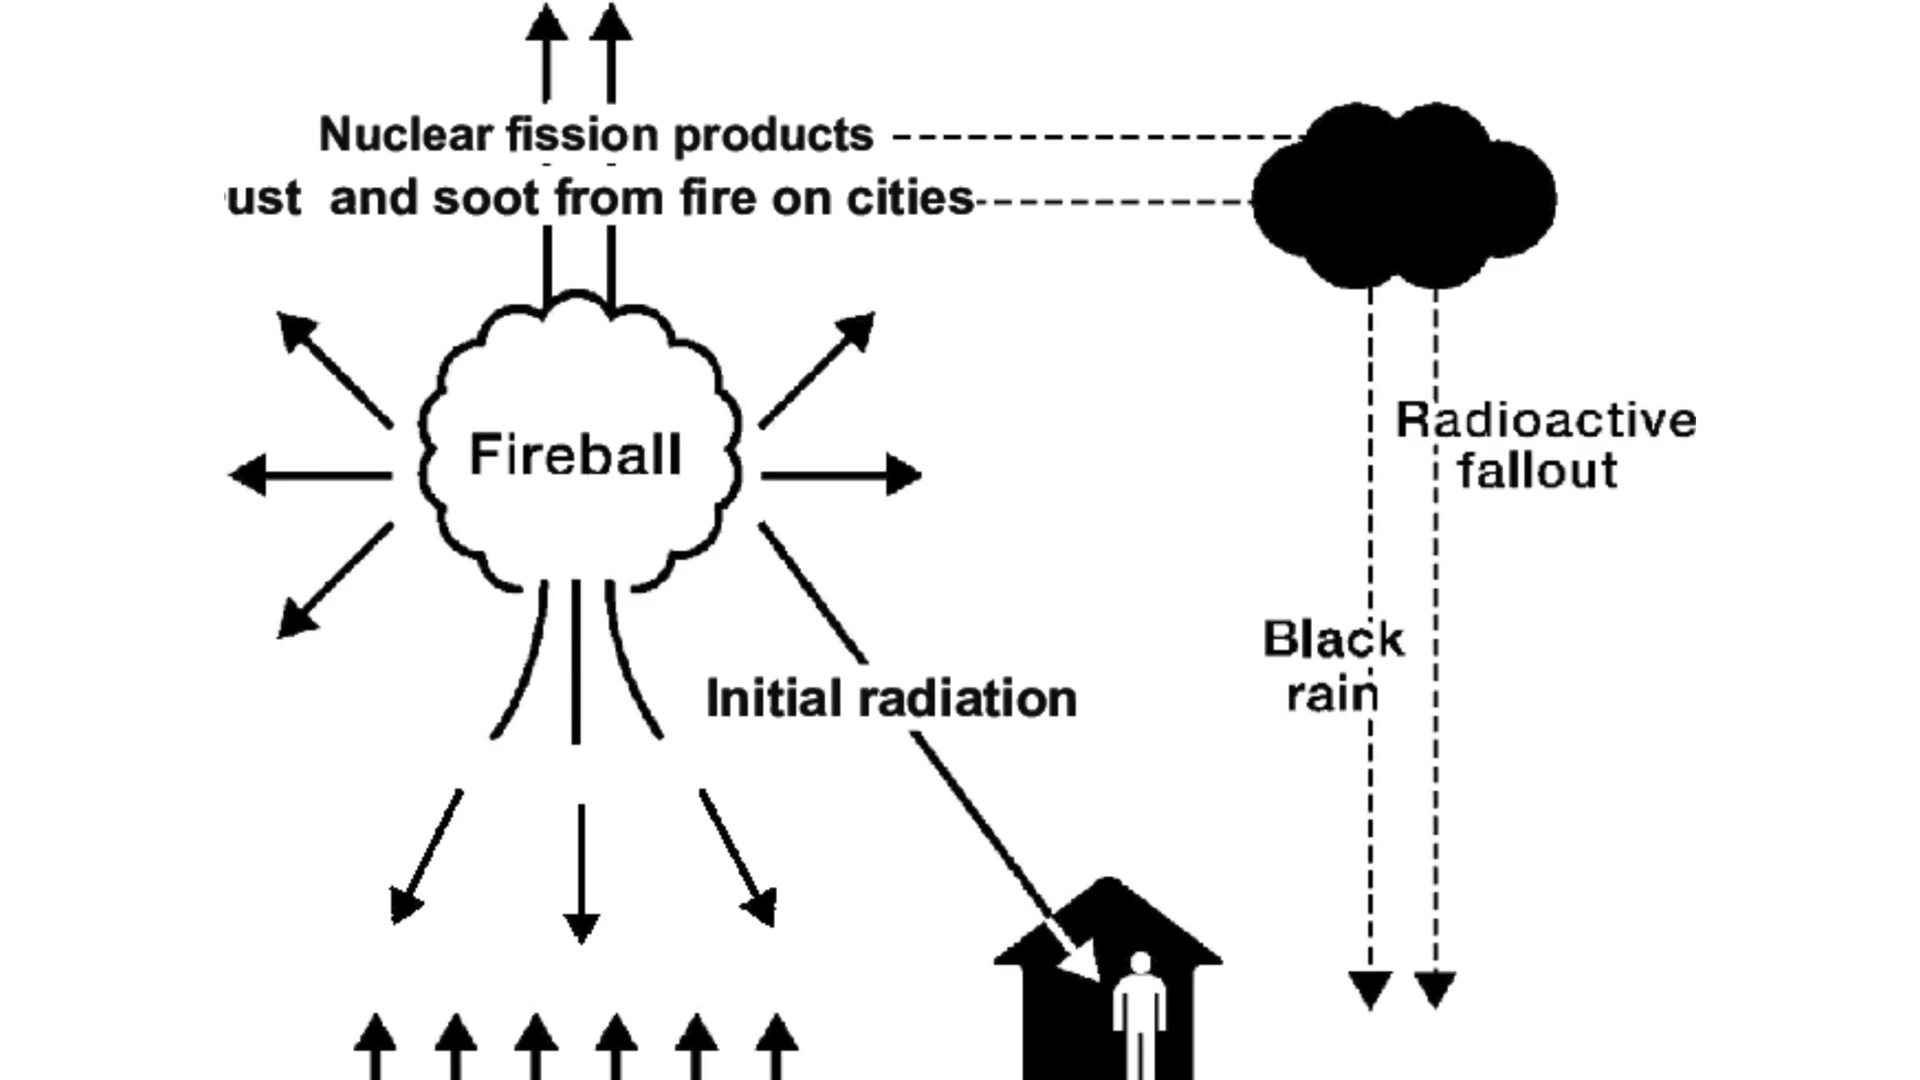 Nuclear fission products
ust and soot from fire on cities
Fireball
Radioactive
fallout
Black
rain
Initial radiation